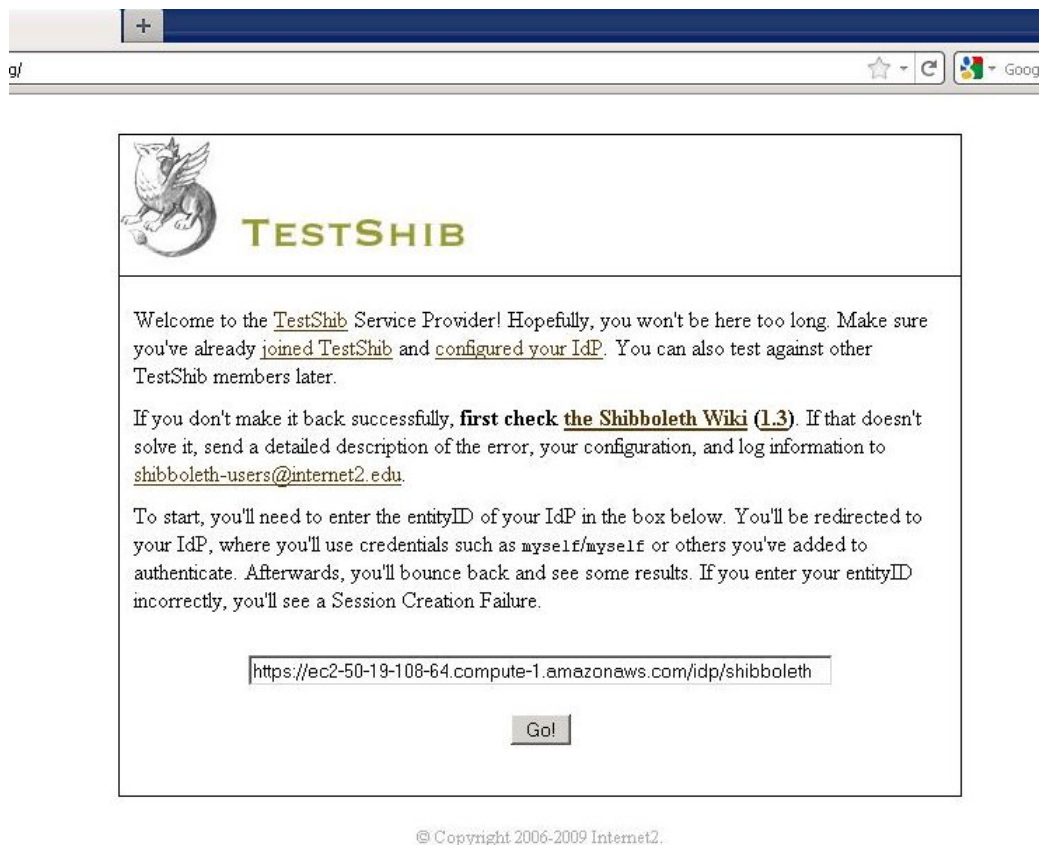 +
g/
Goog
TESTSHIB
Welcome to the TestShib Service Provider! Hopefully, you won't be here too long. Make sure
you've already joined TestShib and configured your IdP. You can also test against other
TestShib members later.
If you don't make it back successfully, first check the Shibboleth Wiki (1.3). If that doesn't
solve it, send a detailed description of the error, your configuration, and log information to
shibboleth-users@internet2.edu.
To start, you'll need to enter the entityID of your IdP in the box below. You'll be redirected to
your IdP, where you'll use credentials such as myself/myself or others you've added to
authenticate. Afterwards, you'll bounce back and see some results. If you enter your entityID
incorrectly, you'll see a Session Creation Failure.
https://ec2-50-19-108-64.compute-1.amazonaws.com/idp/shibboleth
Go!
© Copyright 2006-2009 Internet2.